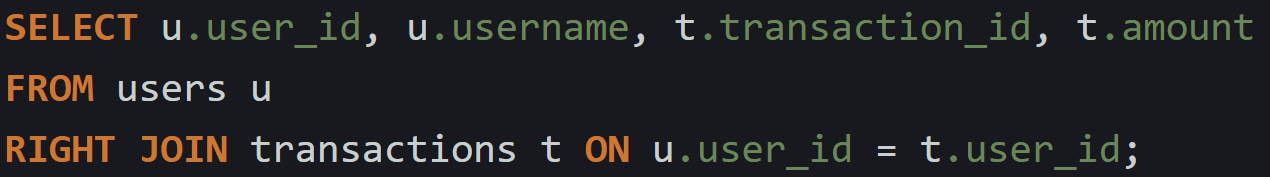 SELECT u.user_id, u.username, t.transaction_id, t.amount
FROM users u
RIGHT JOIN transactions t ON u.user_id = t.user_id;